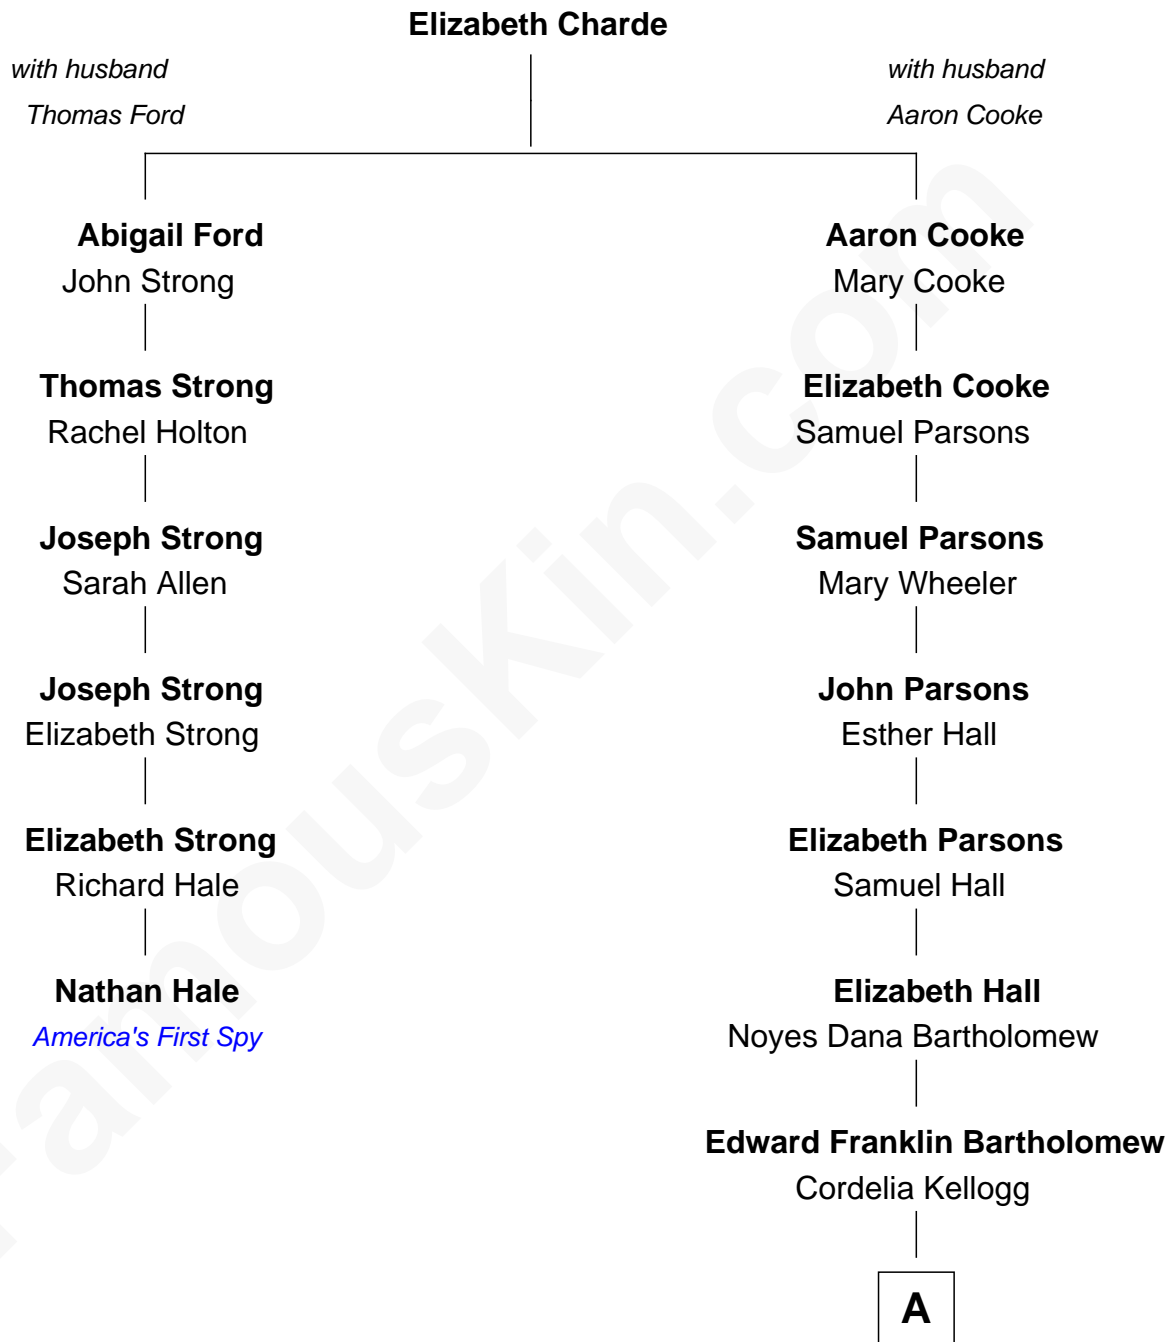 Elizabeth Charde
with husband
Thomas Ford
with husband
Aaron Cooke
Abigail Ford
John Strong
Thomas Strong
Rachel Holton
Joseph Strong
Sarah Allen
Joseph Strong
Elizabeth Strong
Elizabeth Strong
Richard Hale
Nathan Hale
America's First Spy
Aaron Cooke
Mary Cooke
Elizabeth Cooke
Samuel Parsons
Samuel Parsons
Mary Wheeler
John Parsons
Esther Hall
Elizabeth Parsons
Samuel Hall
Elizabeth Hall
Noyes Dana Bartholomew
Edward Franklin Bartholomew
Cordelia Kellogg
A
FamousKin.com